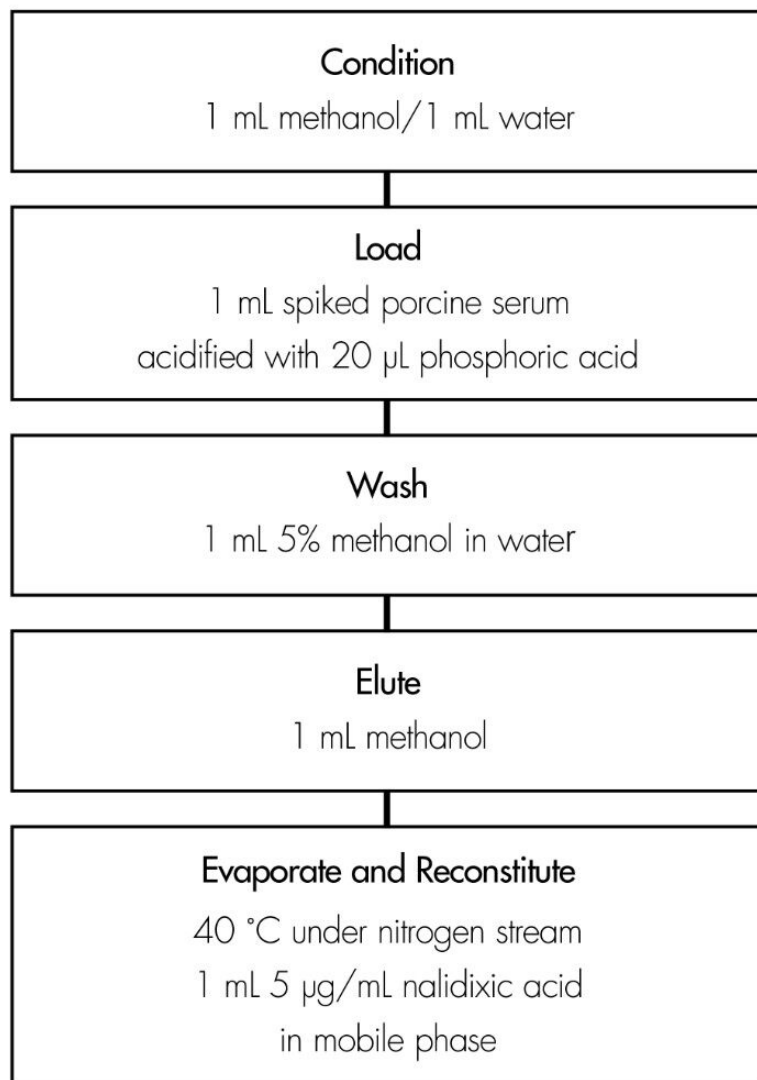 Condition
1 mL methanol/1 mL water
Load
1 mL spiked porcine serum
acidified with 20 µL phosphoric acid
Wash
1 mL 5% methanol in water
Elute
1 mL methanol
Evaporate and Reconstitute
40 °C under nitrogen stream
1 mL 5 µg/mL nalidixic acid
in mobile phase